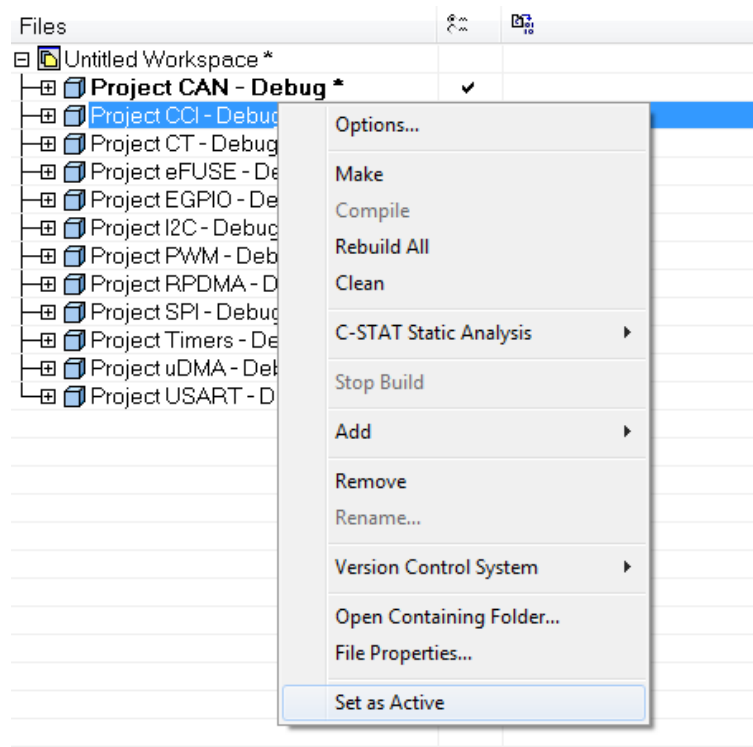 Files
Untitled Workspace *
Project CAN - Debug *
Project CCI - Debug
Project CT - Debug
Project eFUSE - De
Project EGPIO - De
Project I2C - Debug
Project PWM - Deb
Project RPDMA - D
Project SPI - Debug
Project Timers - De
Project uDMA - Deb
Project USART - D
Options...
Make
Compile
Rebuild All
Clean
C-STAT Static Analysis
Stop Build
Add
Remove
Rename...
Version Control System
Open Containing Folder...
File Properties...
Set as Active